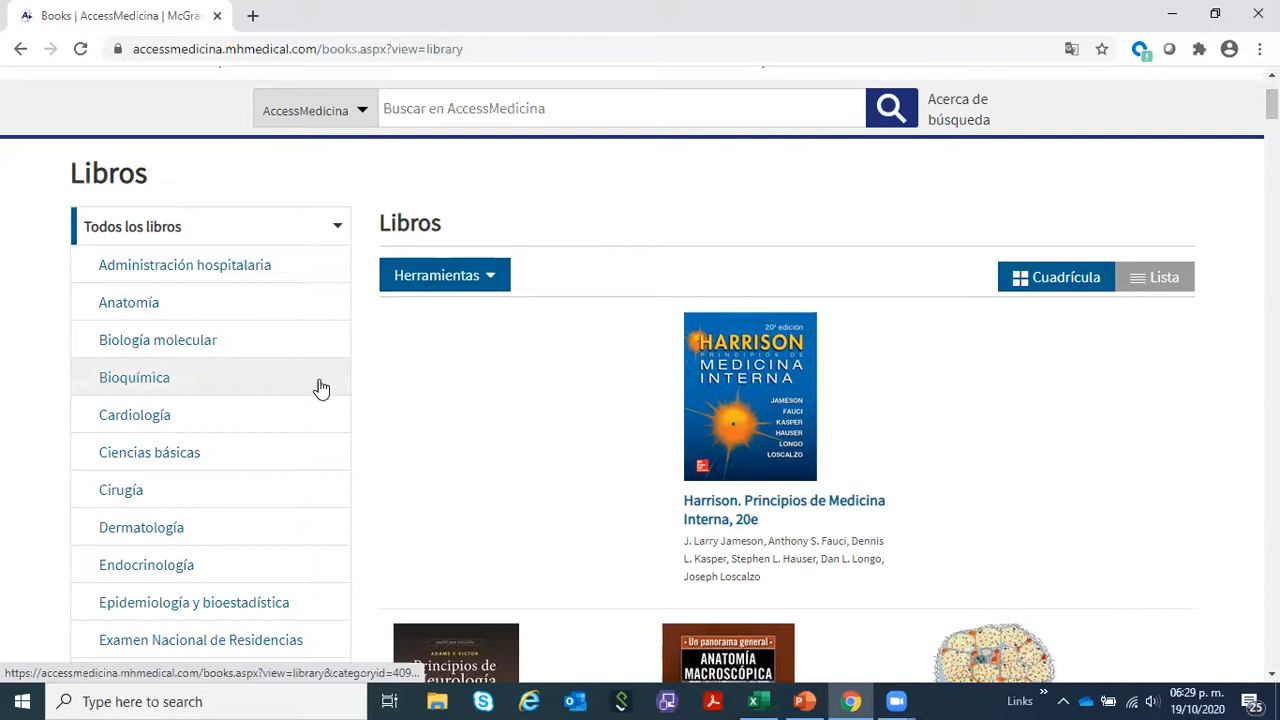 Books | AccessMedicina | McGra
accessmedicina.mhmedical.com/books.aspx?view=library
AccessMedicina
Buscar en AccessMedicina
Acerca de
búsqueda
Libros
Todos los libros
Administración hospitalaria
Anatomía
Biología molecular
Bioquímica
Cardiología
Ciencias básicas
Cirugía
Dermatología
Endocrinología
Epidemiología y bioestadística
Examen Nacional de Residencias
Libros
Herramientas
Cuadrícula
Lista
20ª edición
HARRISON
PRINCIPIOS DE
MEDICINA
INTERNA
JAMESON
FAUCI
KASPER
HAUSER
LONGO
LOSCALZO
Harrison. Principios de Medicina
Interna, 20e
J. Larry Jameson, Anthony S. Fauci, Dennis
L. Kasper, Stephen L. Hauser, Dan L. Longo,
Joseph Loscalzo
ADAMS Y VICTOR
Principios de
Neurología
Un panorama general
ANATOMÍA
MACROSCÓPICA
https://accessmedicina.mhmedical.com/books.aspx?view=library&categoryid=409...
Type here to search
Links
06:29 p. m.
19/10/2020
25